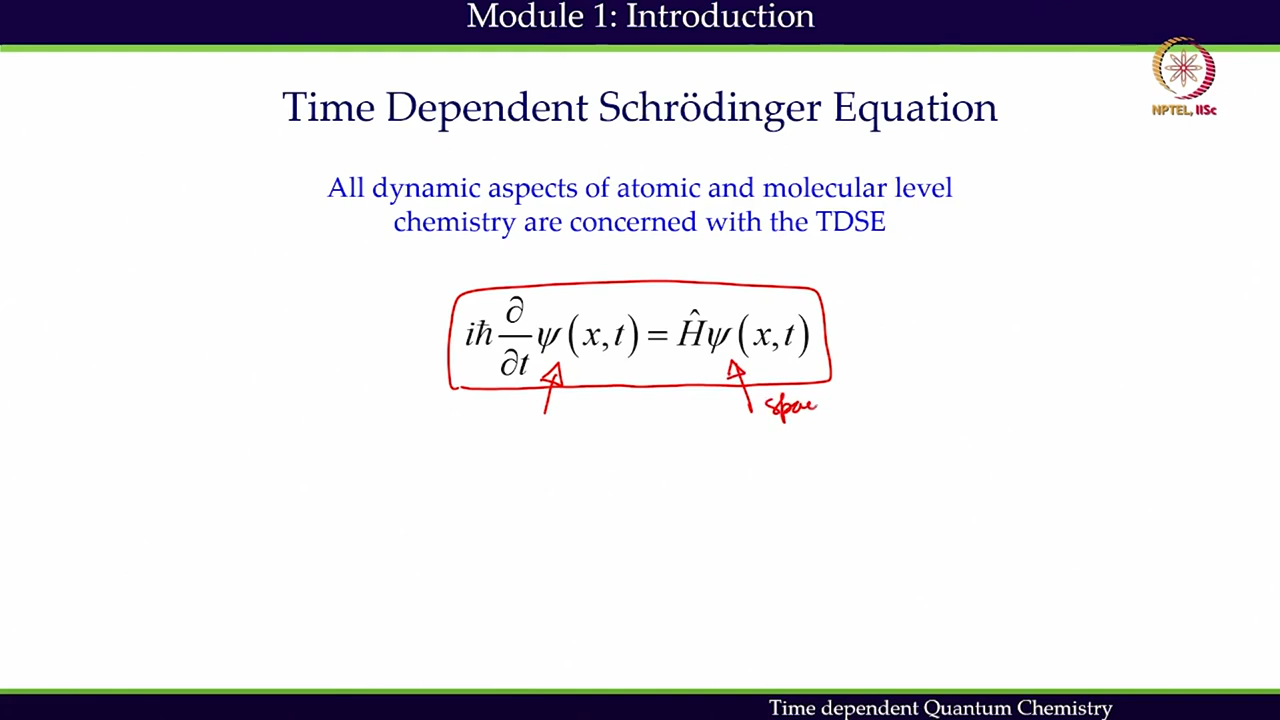 Module 1: Introduction
NPTEL, IISc
Time Dependent Schrödinger Equation
All dynamic aspects of atomic and molecular level
chemistry are concerned with the TDSE
iħ ∂/∂t ψ(x,t) = Ĥψ(x,t)
Time dependent Quantum Chemistry